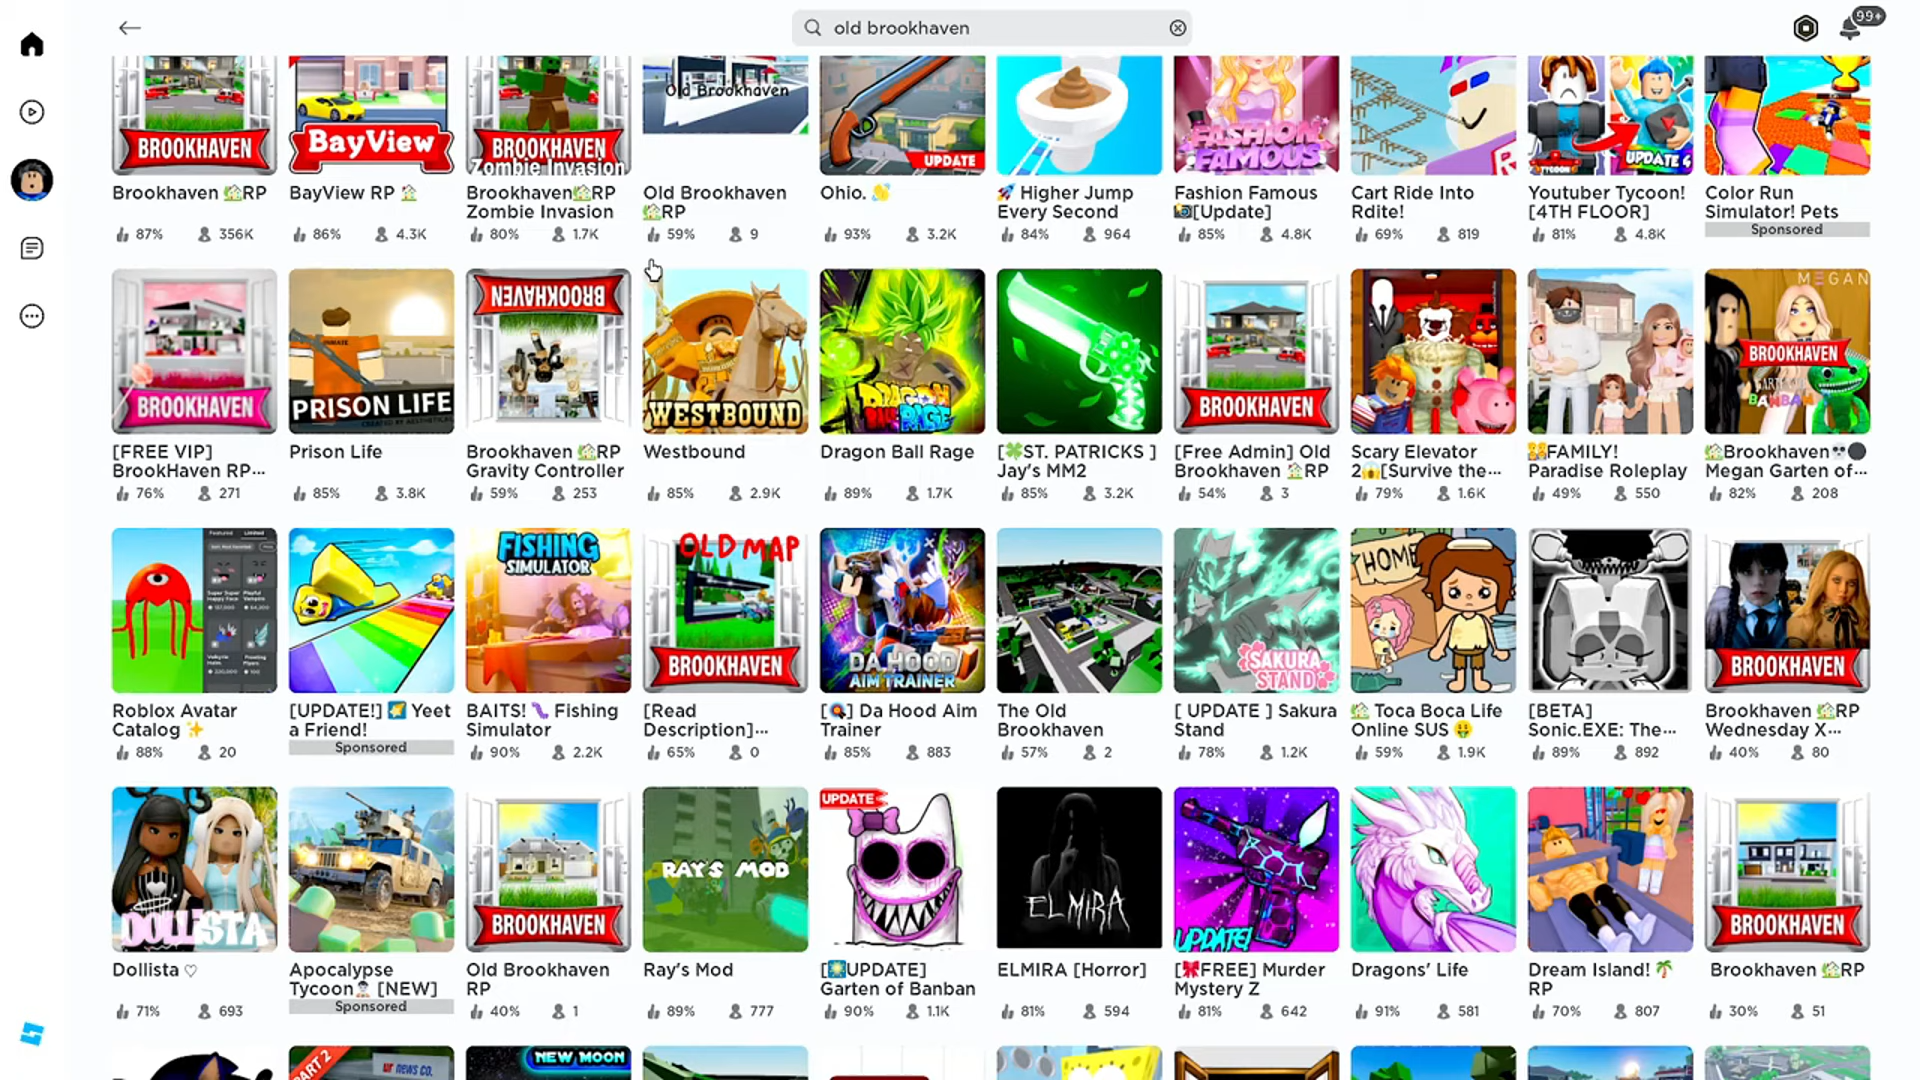 old brookhaven
99+
BROOKHAVEN
BayView
BROOKHAVEN
Zombie Invasion
Old Brookhaven
UPDATE
FASHION
FAMOUS
UPDATE 4
Brookhaven 🏡RP
BayView RP 🏠
Brookhaven🏡RP
Zombie Invasion
Old Brookhaven
🏡RP
Ohio. 
🚀 Higher Jump
Every Second
Fashion Famous
📸[Update]
Cart Ride Into
Rdite!
Youtuber Tycoon!
[4TH FLOOR]
Color Run
Simulator! Pets
87% 356K
86% 4.3K
80% 1.7K
59% 9
93% 3.2K
84% 964
85% 4.8K
69% 819
81% 4.8K
Sponsored
BROOKHAVEN
INMATE
PRISON LIFE
BROOKHAVEN
WESTBOUND
DRAGON
RAGE
BROOKHAVEN
MEGAN
BROOKHAVEN
BANBAN
[FREE VIP]
BrookHaven RP...
Prison Life
Brookhaven 🏡RP
Gravity Controller
Westbound
Dragon Ball Rage
[🍀ST. PATRICKS ]
Jay's MM2
[Free Admin] Old
Brookhaven 🏠RP
Scary Elevator
2😱[Survive the...
👪FAMILY!
Paradise Roleplay
🏡Brookhaven💀⚫
Megan Garten of...
76% 271
85% 3.8K
59% 253
85% 2.9K
89% 1.7K
85% 3.2K
54% 3
79% 1.6K
49% 550
82% 208
FISHING
SIMULATOR
OLD MAP
BROOKHAVEN
DA HOOD
AIM TRAINER
SAKURA
STAND
HOME
BROOKHAVEN
Roblox Avatar
Catalog ✨
[UPDATE!] 🌠 Yeet
a Friend!
BAITS! 🪱 Fishing
Simulator
[Read
Description]...
[🎯] Da Hood Aim
Trainer
The Old
Brookhaven
[ UPDATE ] Sakura
Stand
🏡 Toca Boca Life
Online SUS 🤑
[BETA]
Sonic.EXE: The...
Brookhaven 🏡RP
Wednesday X...
88% 20
Sponsored
90% 2.2K
65% 0
85% 883
57% 2
78% 1.2K
59% 1.9K
89% 892
40% 80
DOLLISTA
BROOKHAVEN
RAY'S MOD
UPDATE
ELMIRA
UPDATE!
BROOKHAVEN
Dollista ♡
Apocalypse
Tycoon [NEW]
Old Brookhaven
RP
Ray's Mod
[UPDATE]
Garten of Banban
ELMIRA [Horror]
[🎀FREE] Murder
Mystery Z
Dragons' Life
Dream Island! 🌴
RP
Brookhaven 🏡RP
71% 693
Sponsored
40% 1
89% 777
90% 1.1K
81% 594
81% 642
91% 581
70% 807
30% 51
PART 2
NEWS CO.
NEW MOON